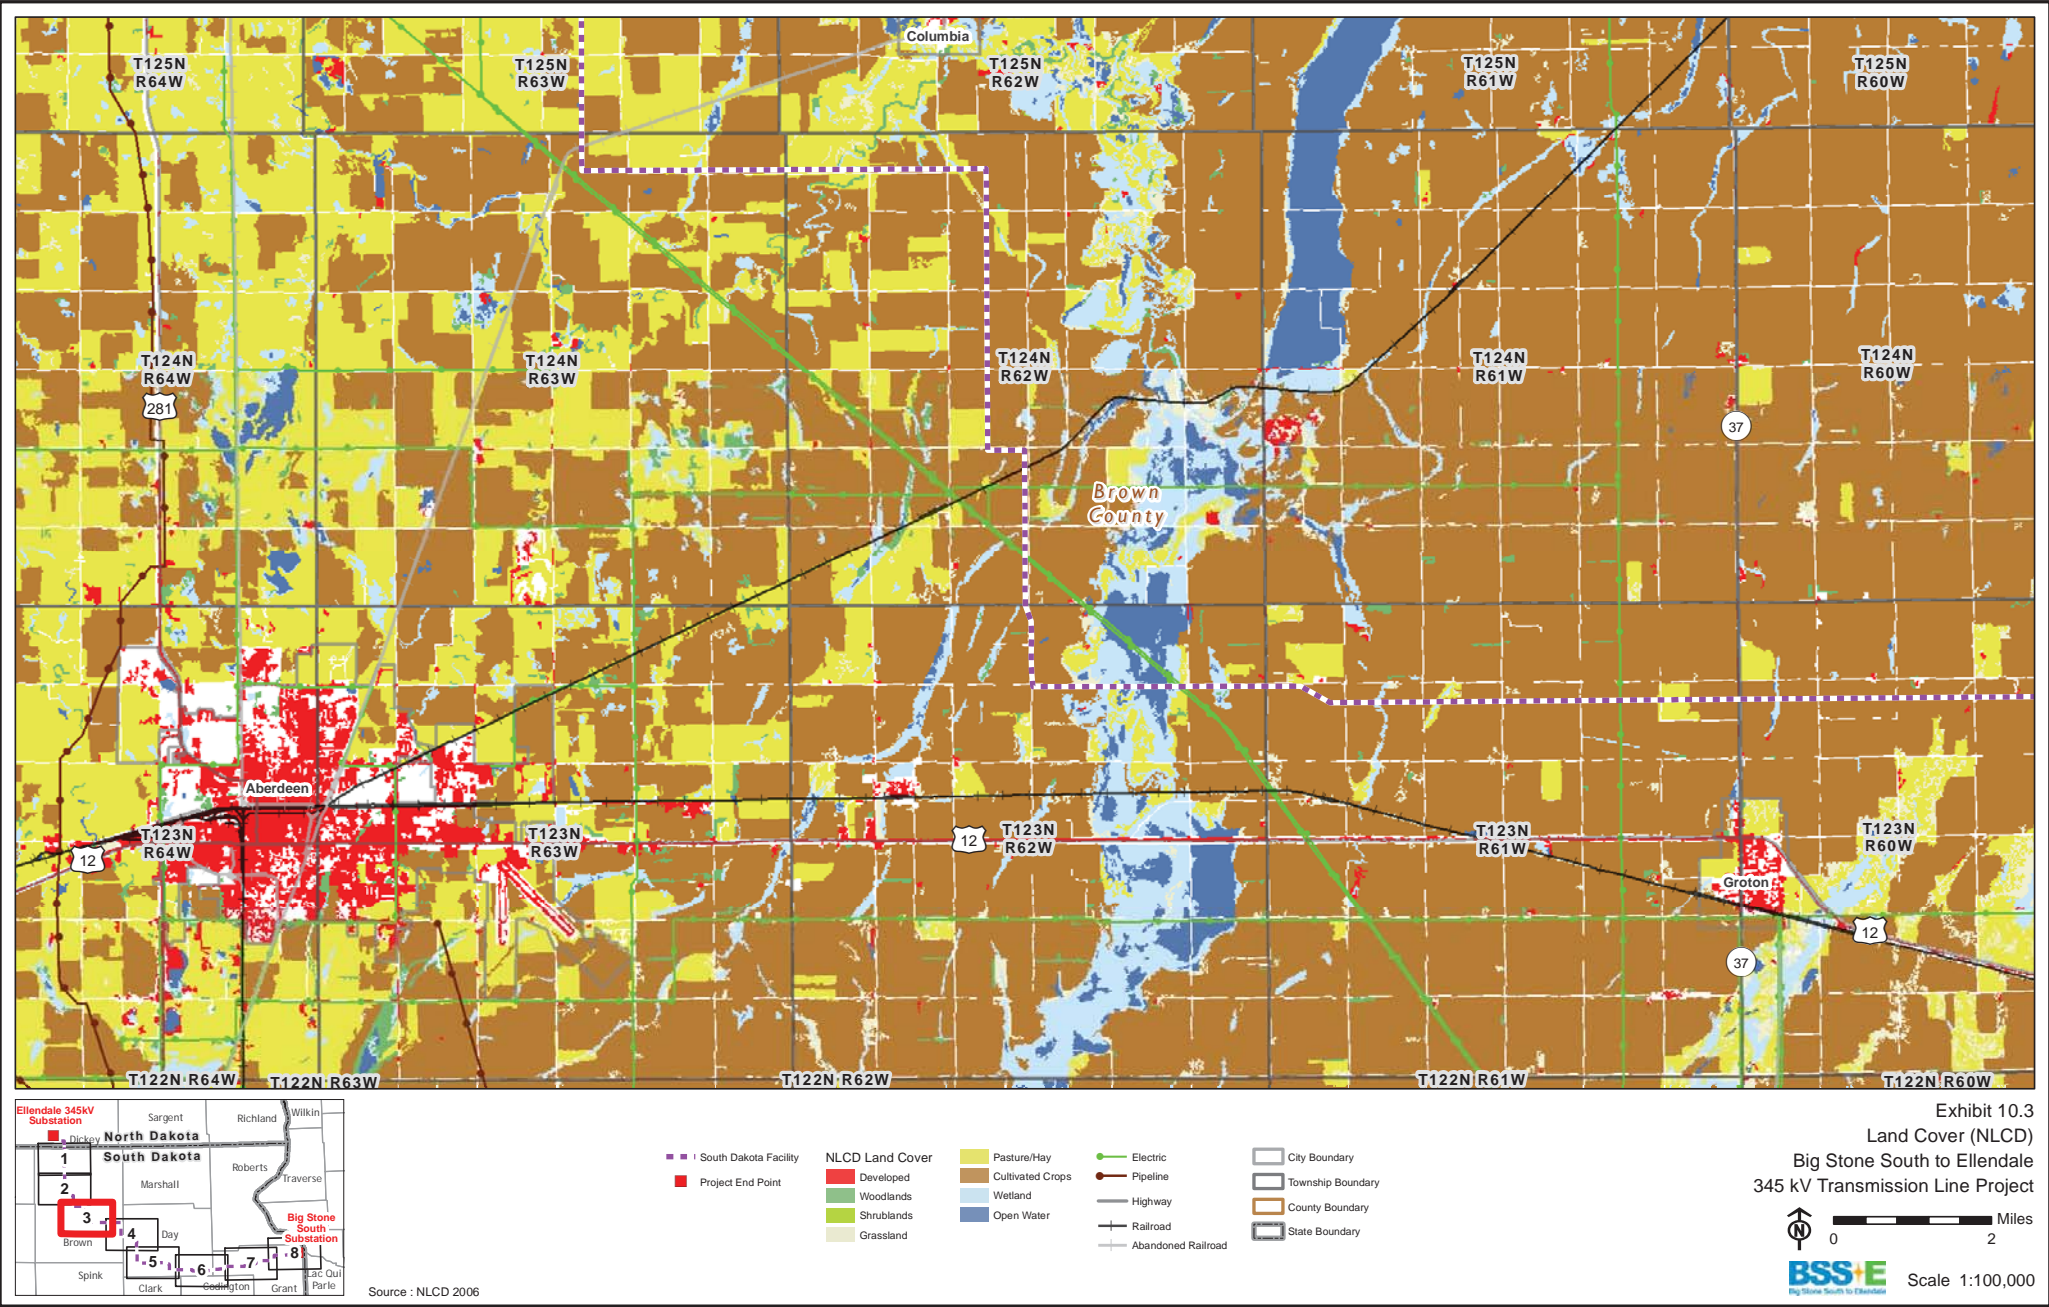 Columbia
T125N
R64W
T125N
R63W
T125N
R62W
T125N
R61W
T125N
R60W
T124N
R64W
T124N
R63W
T124N
R62W
T124N
R61W
T124N
R60W
281
37
Brown
County
Aberdeen
T123N
R64W
T123N
R63W
12
12
T123N
R62W
T123N
R61W
T123N
R60W
Groton
12
37
T122N R64W
T122N R63W
T122N R62W
T122N R61W
T122N R60W
Ellendale 345kV
Substation
Sargent
Richland
Wilkin
Dickey
North Dakota
South Dakota
1
2
3
4
5
6
7
8
Roberts
Traverse
Marshall
Big Stone
South
Substation
Brown
Day
Spink
Clark
Codington
Grant
Lac Qui
Parle
Source : NLCD 2006
South Dakota Facility
Project End Point
NLCD Land Cover
Developed
Woodlands
Shrublands
Grassland
Pasture/Hay
Cultivated Crops
Wetland
Open Water
Electric
Pipeline
Highway
Railroad
Abandoned Railroad
City Boundary
Township Boundary
County Boundary
State Boundary
Exhibit 10.3
Land Cover (NLCD)
Big Stone South to Ellendale
345 kV Transmission Line Project
N
Miles
0 2
BSS E
Big Stone South to Ellendale
Scale 1:100,000